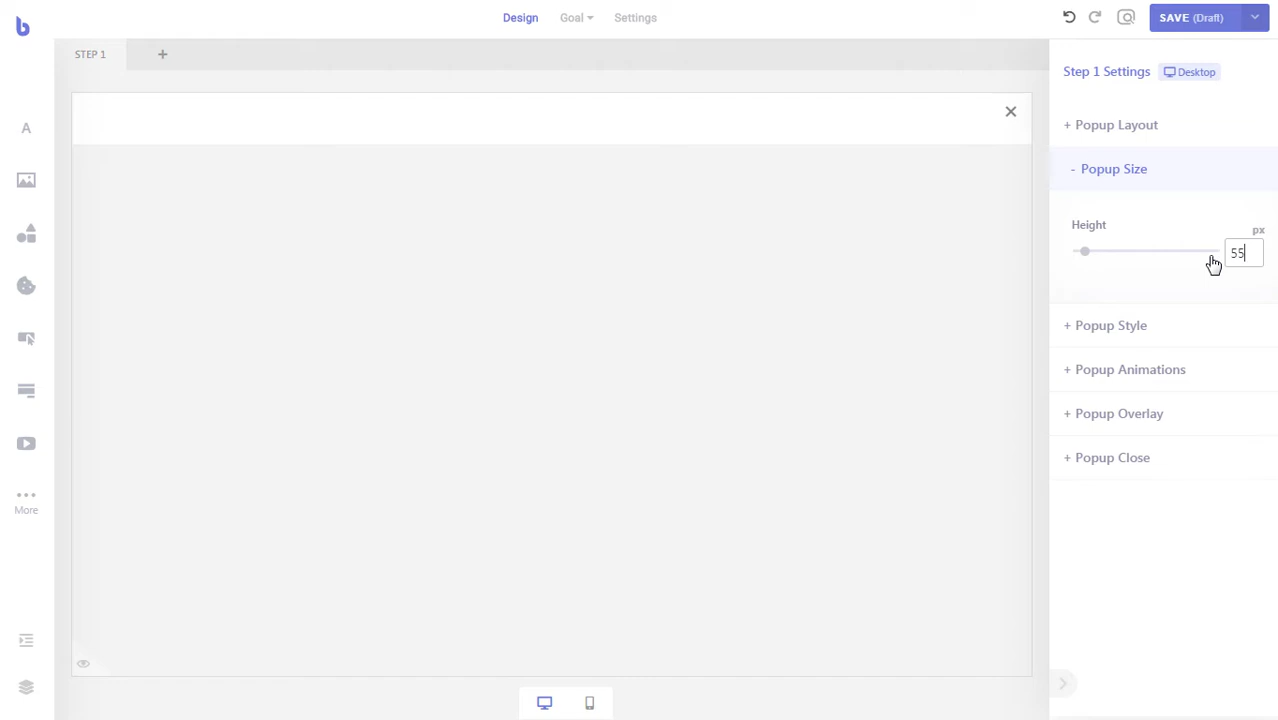 b
Design
Goal
Settings
SAVE (Draft)
STEP 1
+
Step 1 Settings
Desktop
+ Popup Layout
- Popup Size
Height
px
55
+ Popup Style
+ Popup Animations
+ Popup Overlay
+ Popup Close
A
More